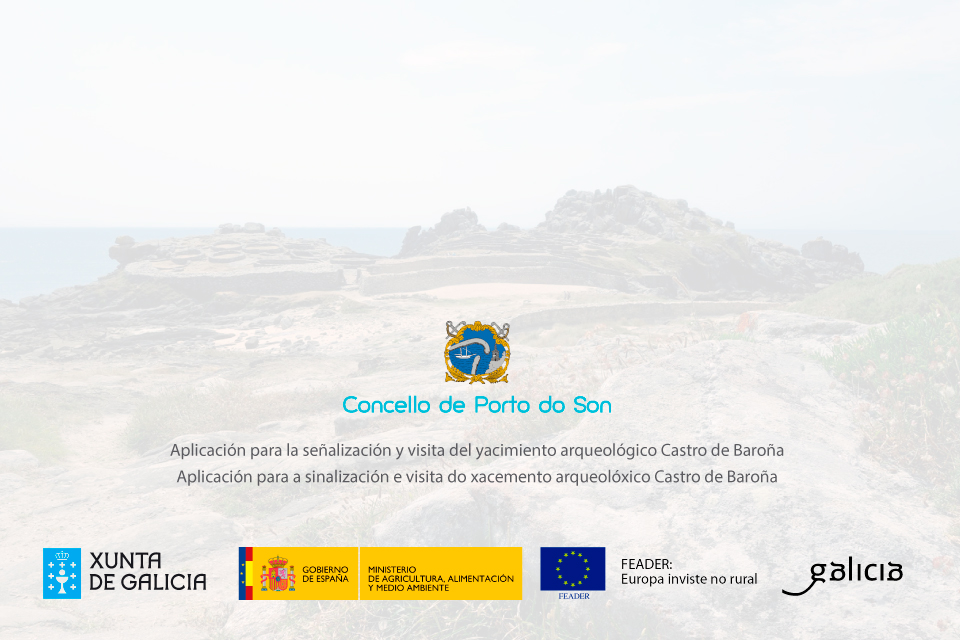 Concello de Porto do Son
Aplicación para la señalización y visita del yacimiento arqueológico Castro de Baroña
Aplicación para a sinalización e visita do xacemento arqueolóxico Castro de Baroña
XUNTA
DE GALICIA
GOBIERNO
DE ESPAÑA
MINISTERIO
DE AGRICULTURA, ALIMENTACIÓN
Y MEDIO AMBIENTE
FEADER
FEADER:
Europa inviste no rural
galicia